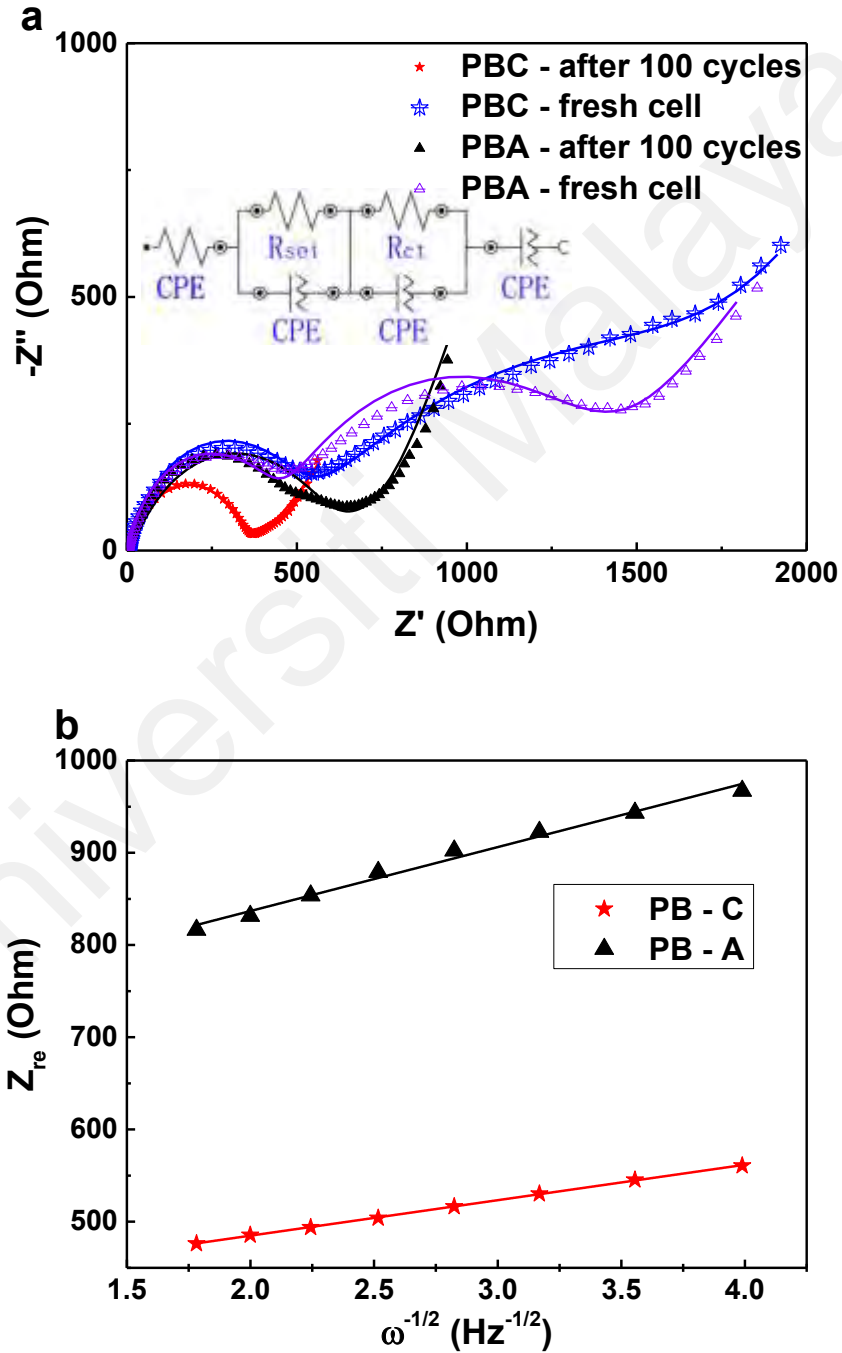 a
1000
500
0
-Z'' (Ohm)
PBC - after 100 cycles
PBC - fresh cell
PBA - after 100 cycles
PBA - fresh cell
Rsei Rct
CPE CPE CPE CPE
0 500 1000 1500 2000
Z' (Ohm)
b
1000
900
800
700
600
500
Zre (Ohm)
PB - C
PB - A
1.5 2.0 2.5 3.0 3.5 4.0
ω-1/2 (Hz-1/2)
Universiti Malaya